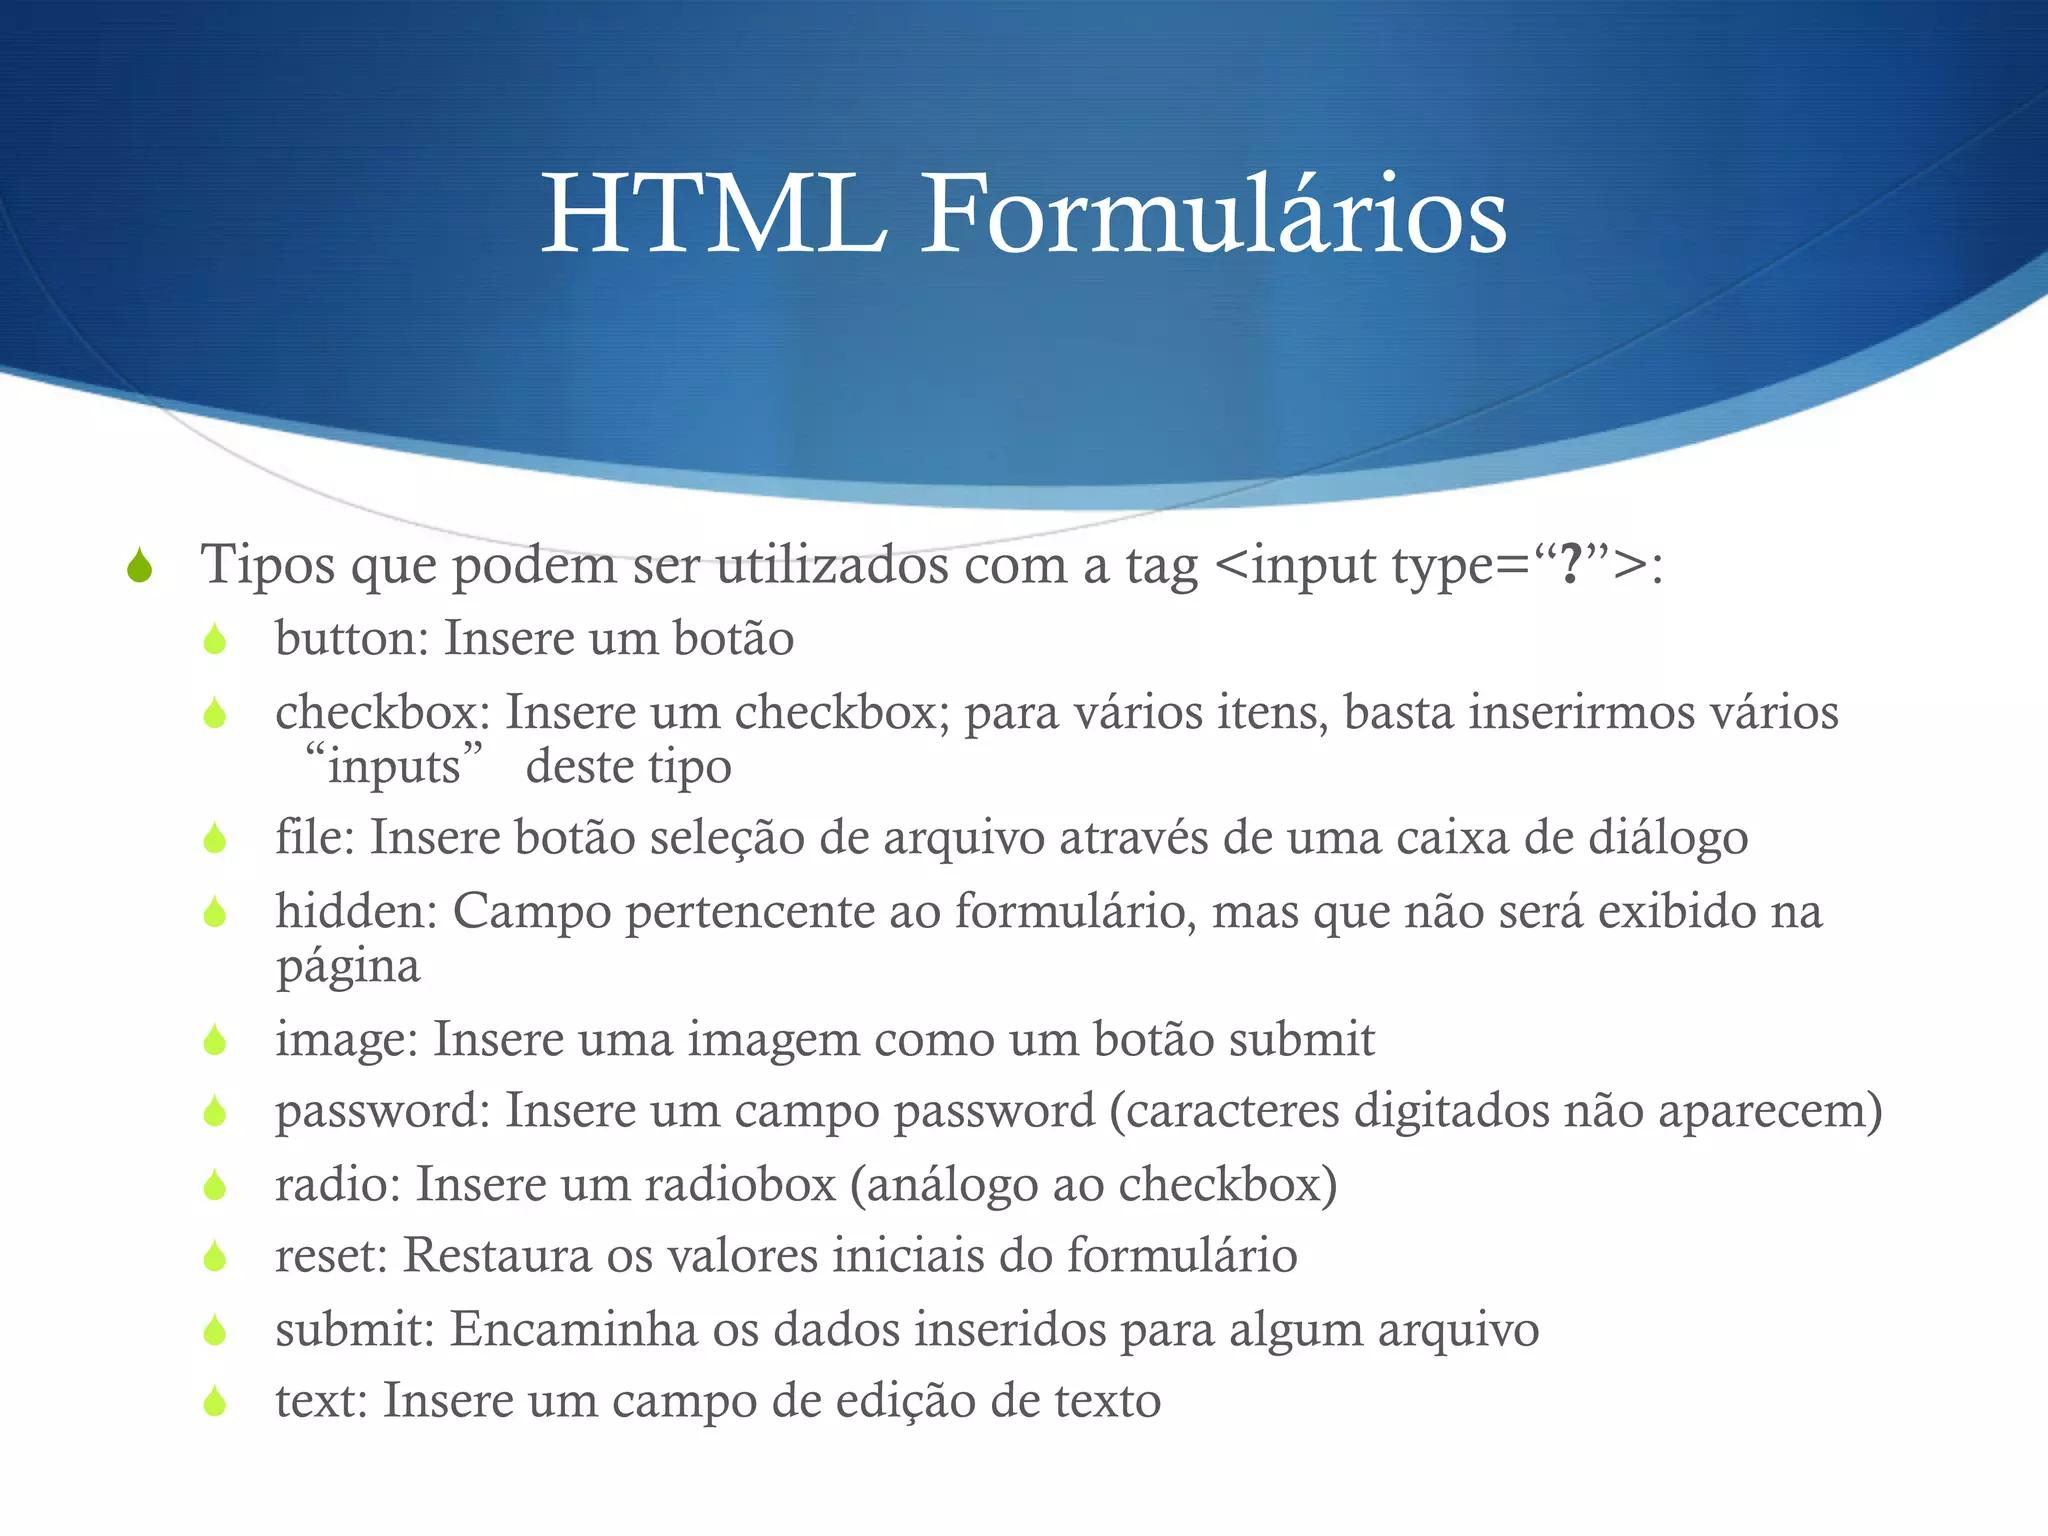 HTML Formulários
Tipos que podem ser utilizados com a tag <input type=“?”>:
button: Insere um botão
checkbox: Insere um checkbox; para vários itens, basta inserirmos vários
“inputs” deste tipo
file: Insere botão seleção de arquivo através de uma caixa de diálogo
hidden: Campo pertencente ao formulário, mas que não será exibido na
página
image: Insere uma imagem como um botão submit
password: Insere um campo password (caracteres digitados não aparecem)
radio: Insere um radiobox (análogo ao checkbox)
reset: Restaura os valores iniciais do formulário
submit: Encaminha os dados inseridos para algum arquivo
text: Insere um campo de edição de texto